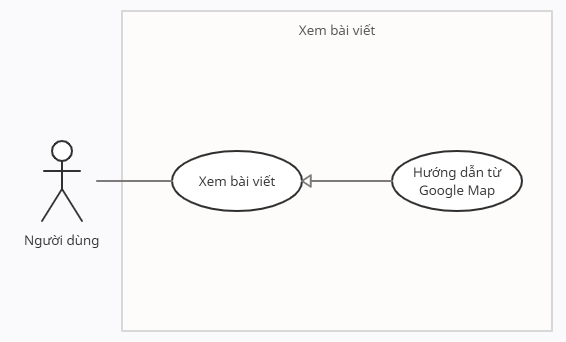 Xem bài viết
Xem bài viết
Hướng dẫn từ
Google Map
Người dùng